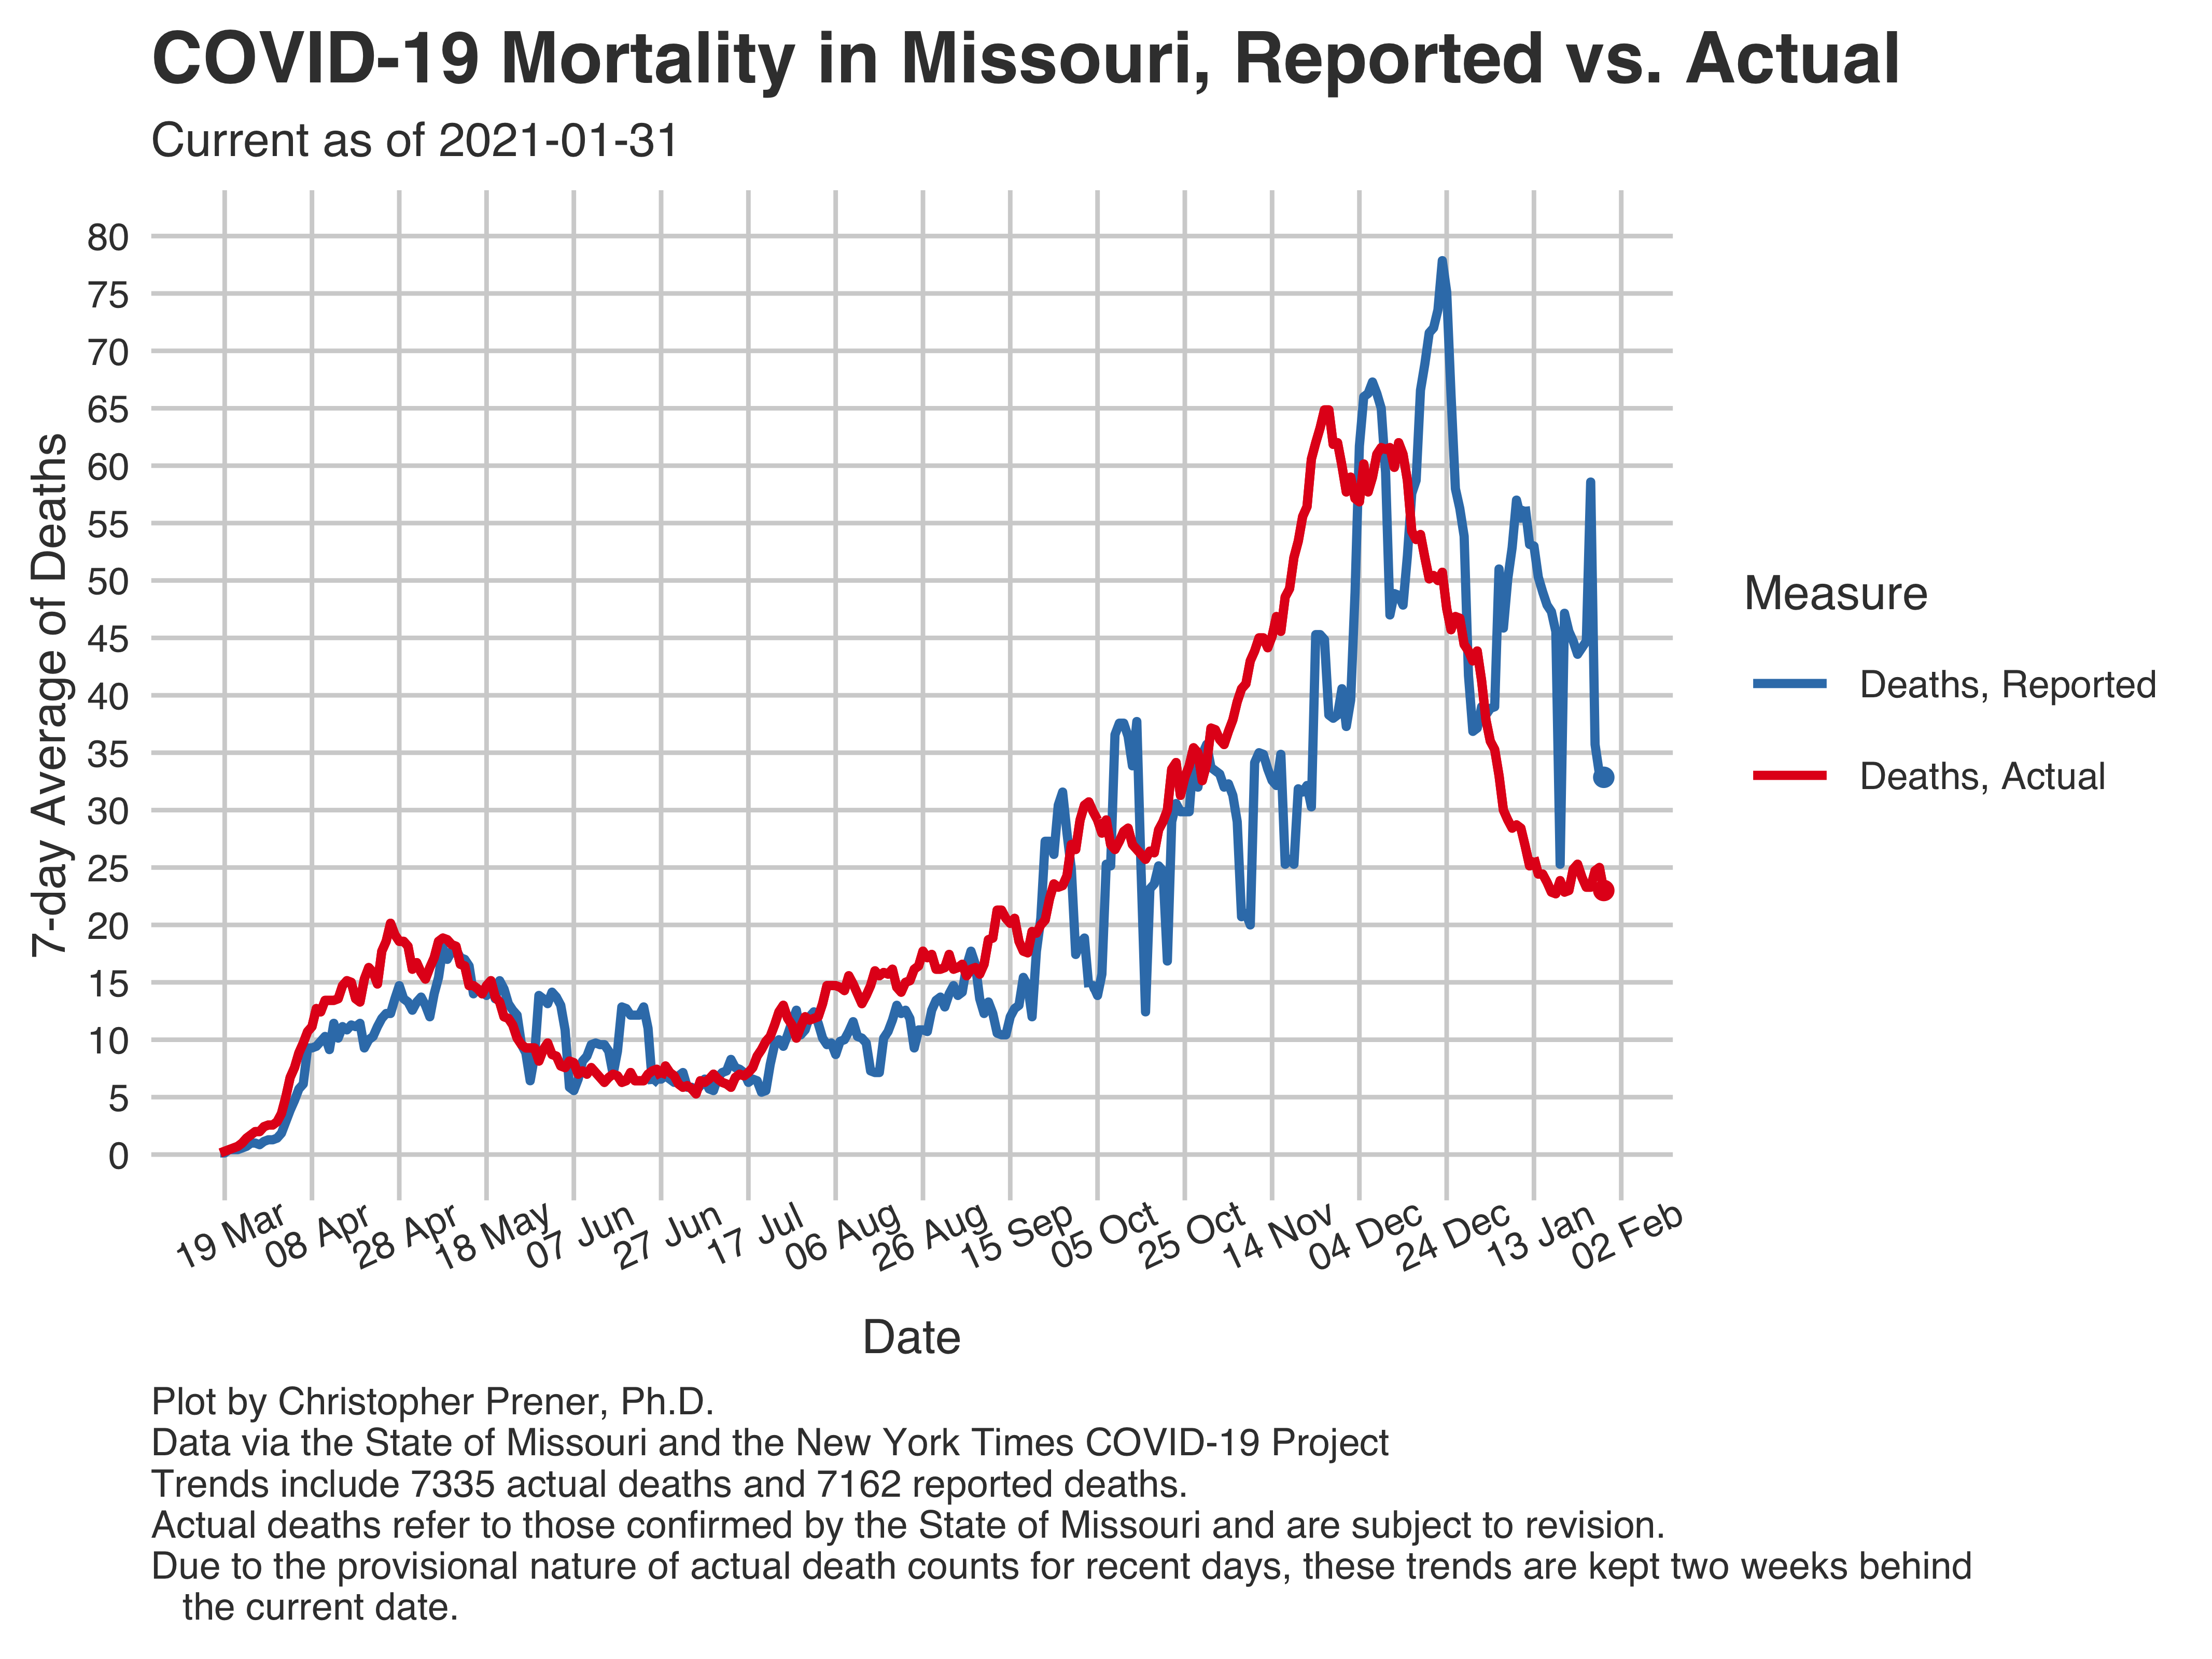 COVID-19 Mortality in Missouri, Reported vs. Actual
Current as of 2021-01-31
7-day Average of Deaths
80
75
70
65
60
55
50
45
40
35
30
25
20
15
10
5
0
19 Mar
08 Apr
28 Apr
18 May
07 Jun
27 Jun
17 Jul
06 Aug
26 Aug
15 Sep
05 Oct
25 Oct
14 Nov
04 Dec
24 Dec
13 Jan
02 Feb
Date
Measure
Deaths, Reported
Deaths, Actual
Plot by Christopher Prener, Ph.D.
Data via the State of Missouri and the New York Times COVID-19 Project
Trends include 7335 actual deaths and 7162 reported deaths.
Actual deaths refer to those confirmed by the State of Missouri and are subject to revision.
Due to the provisional nature of actual death counts for recent days, these trends are kept two weeks behind
the current date.